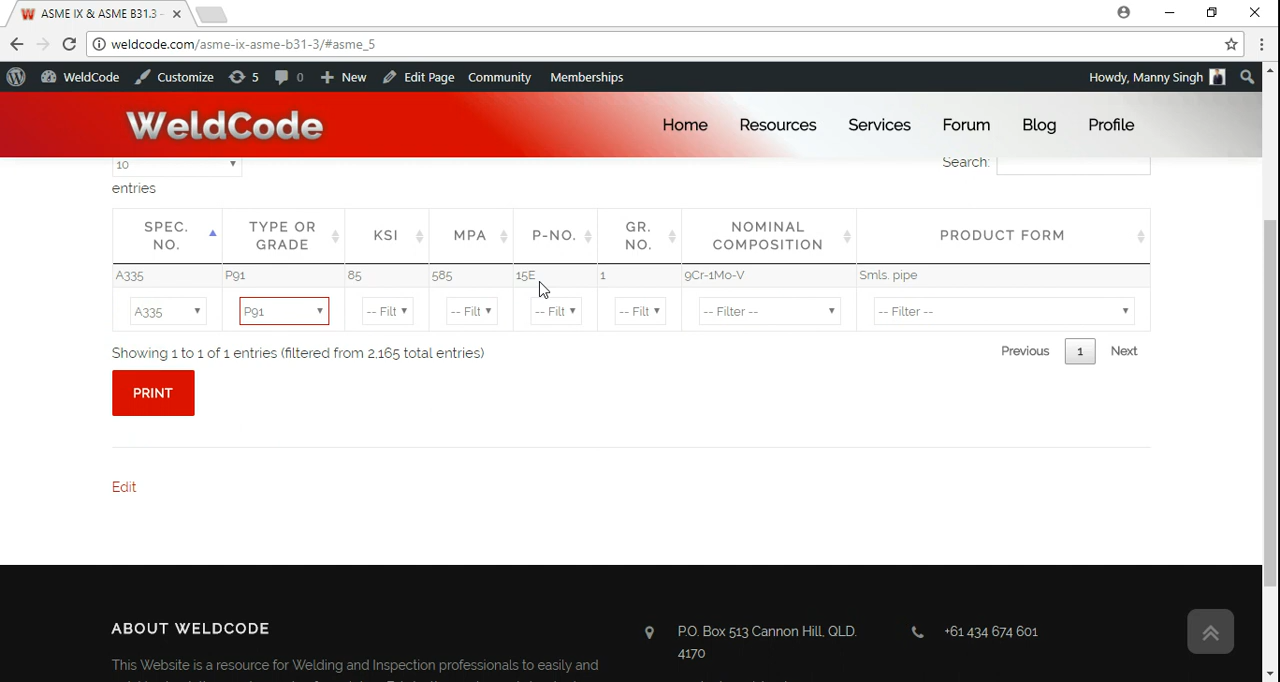 ASME IX & ASME B31.3 -
weldcode.com/asme-ix-asme-b31-3/#asme_5
WeldCode Customize 5 0 New Edit Page Community Memberships Howdy, Manny Singh
WeldCode Home Resources Services Forum Blog Profile
10 Search:
entries
SPEC. NO. TYPE OR GRADE KSI MPA P-NO. GR. NO. NOMINAL COMPOSITION PRODUCT FORM
A335 P91 85 585 15E 1 9Cr-1Mo-V Smls. pipe
A335 P91 -- Filt -- Filt -- Filt -- Filt -- Filter -- -- Filter --
Showing 1 to 1 of 1 entries (filtered from 2,165 total entries) Previous 1 Next
PRINT
Edit
ABOUT WELDCODE P.O. Box 513 Cannon Hill, QLD. +61 434 674 601
4170
This Website is a resource for Welding and Inspection professionals to easily and